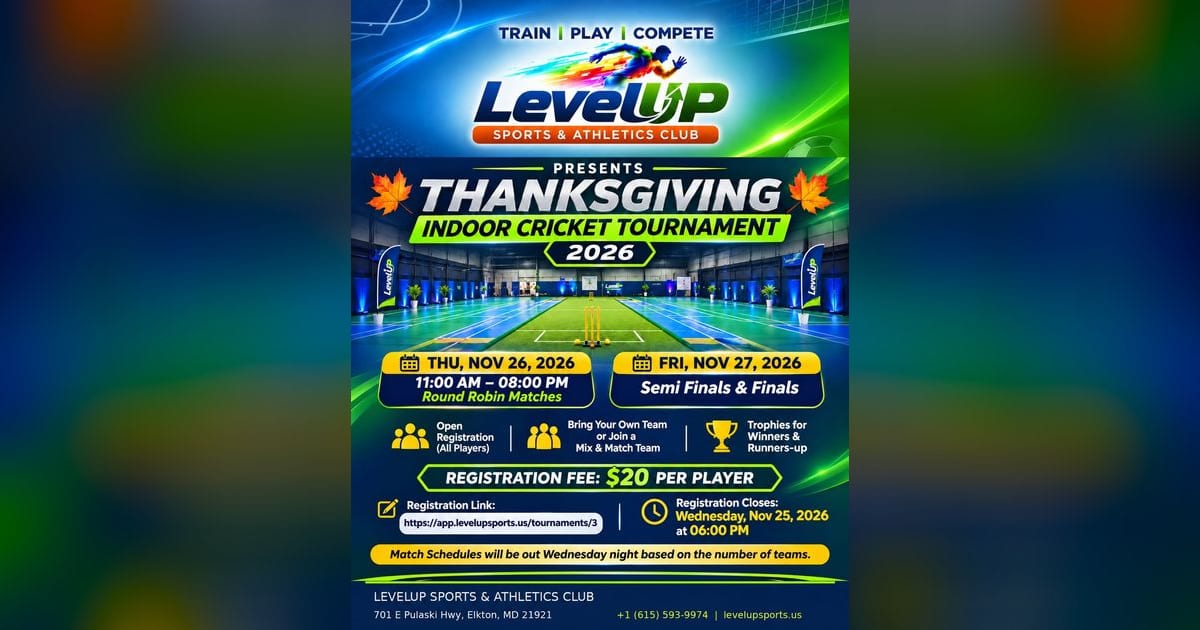 TRAIN | PLAY | COMPETE
LevelUP
SPORTS & ATHLETICS CLUB
PRESENTS
THANKSGIVING
INDOOR CRICKET TOURNAMENT
2026
LevelUP
LevelUP
LevelUP
THU, NOV 26, 2026
11:00 AM – 08:00 PM
Round Robin Matches
FRI, NOV 27, 2026
Semi Finals & Finals
Open
Registration
(All Players)
Bring Your Own Team
or Join a
Mix & Match Team
Trophies for
Winners &
Runners-up
REGISTRATION FEE: $20 PER PLAYER
Registration Link:
https://app.levelupsports.us/tournaments/3
Registration Closes:
Wednesday, Nov 25, 2026
at 06:00 PM
Match Schedules will be out Wednesday night based on the number of teams.
LEVELUP SPORTS & ATHLETICS CLUB
701 E Pulaski Hwy, Elkton, MD 21921
+1 (615) 593-9974 | levelupsports.us